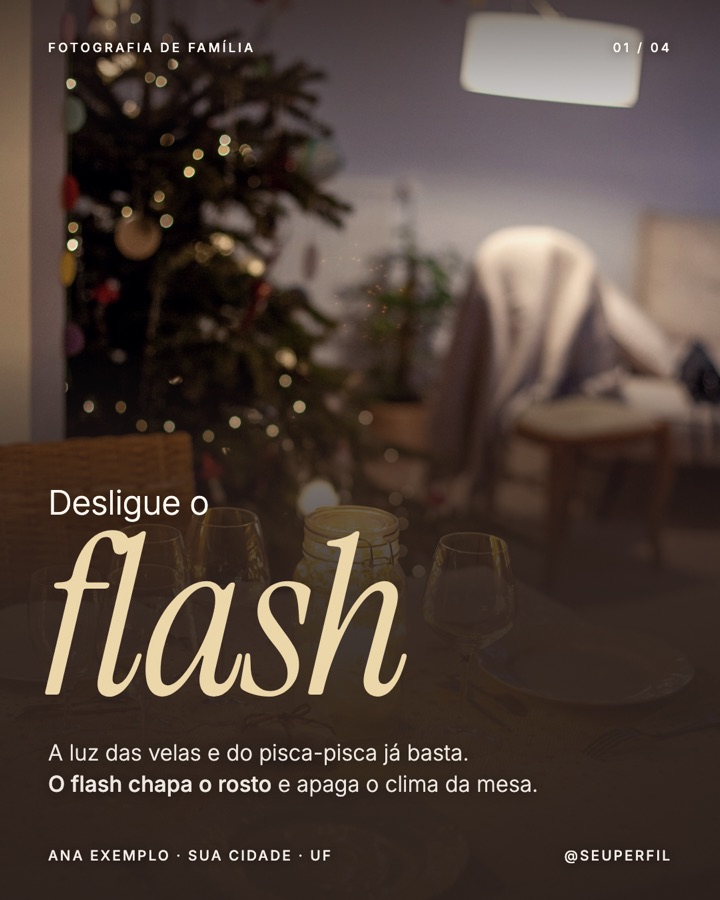 FOTOGRAFIA DE FAMÍLIA
01 / 04
Desligue o
flash
A luz das velas e do pisca-pisca já basta.
O flash chapa o rosto e apaga o clima da mesa.
ANA EXEMPLO · SUA CIDADE · UF
@SEUPERFIL